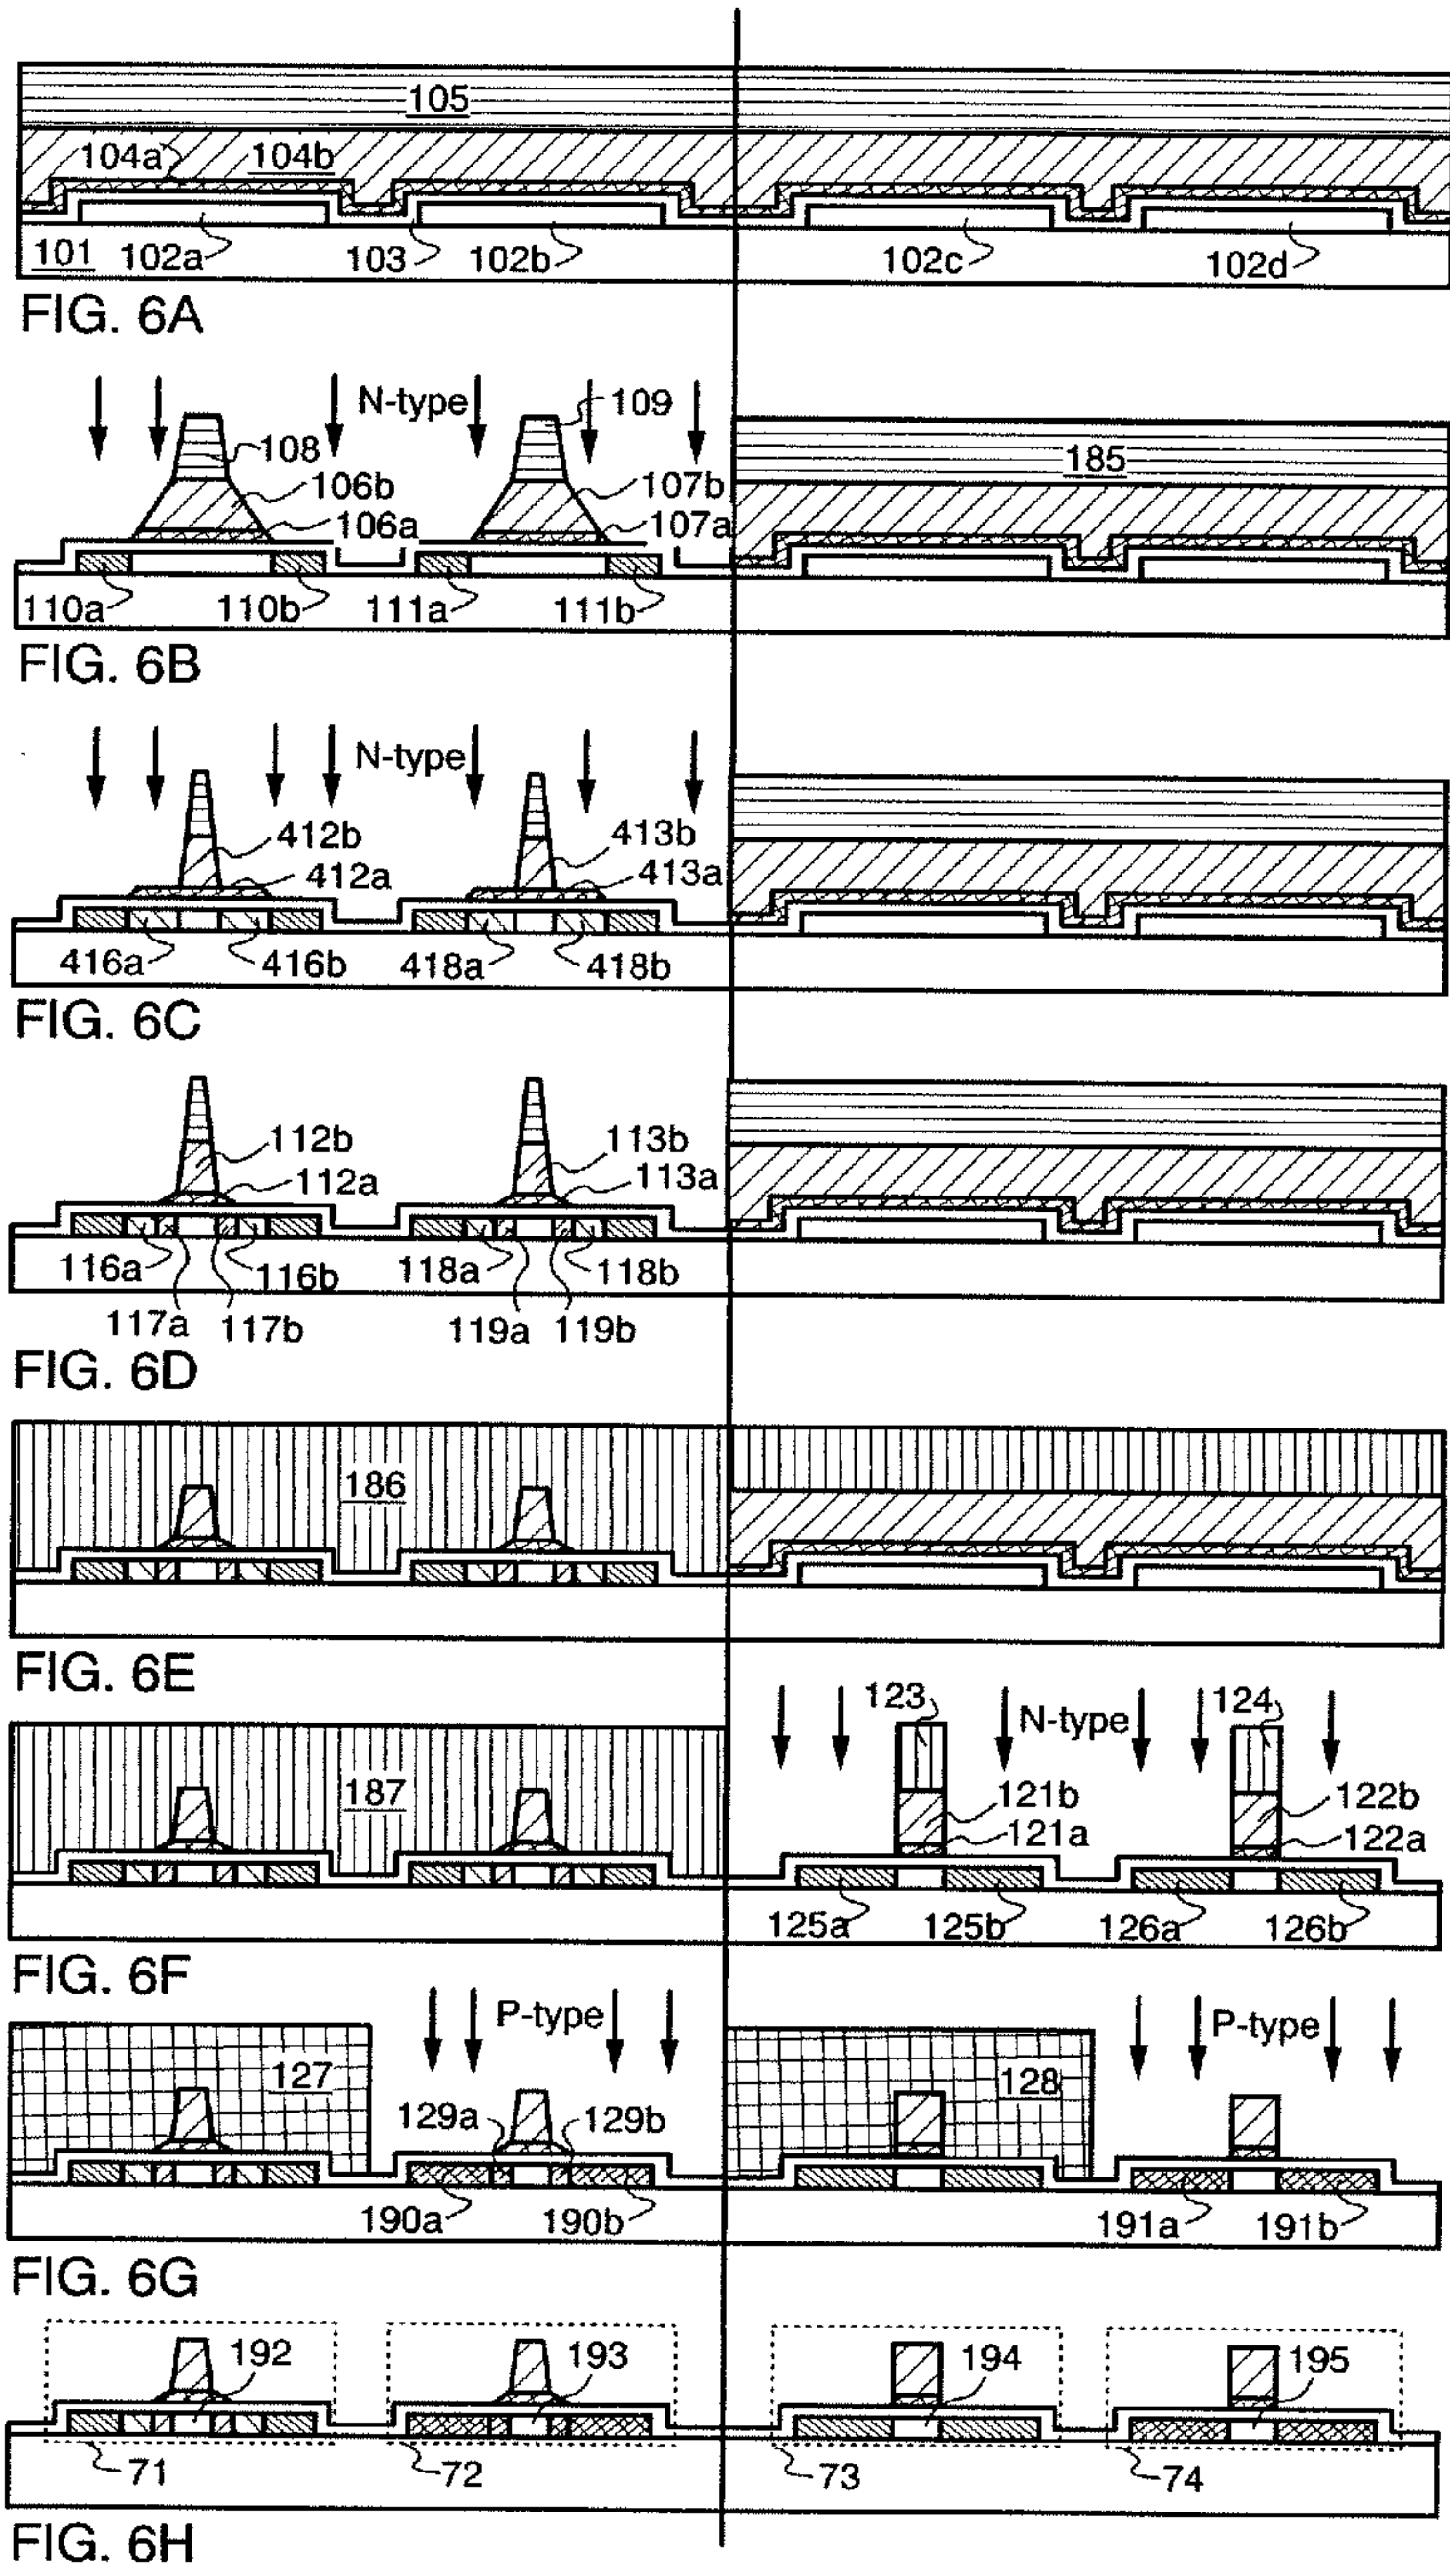 105
104a 104b
101 102a 103 102b 102c 102d
FIG. 6A
N-type 109
108 185
106b 107b
106a 107a
110a 110b 111a 111b
FIG. 6B
N-type
412b 413b
412a 413a
416a 416b 418a 418b
FIG. 6C
112b 113b
112a 113a
116a 116b 118a 118b
117a 117b 119a 119b
FIG. 6D
186
FIG. 6E
123 N-type 124
187 121b 122b
121a 122a
125a 125b 126a 126b
FIG. 6F
P-type P-type
127 128
129a 129b
190a 190b 191a 191b
FIG. 6G
192 193 194 195
71 72 73 74
FIG. 6H